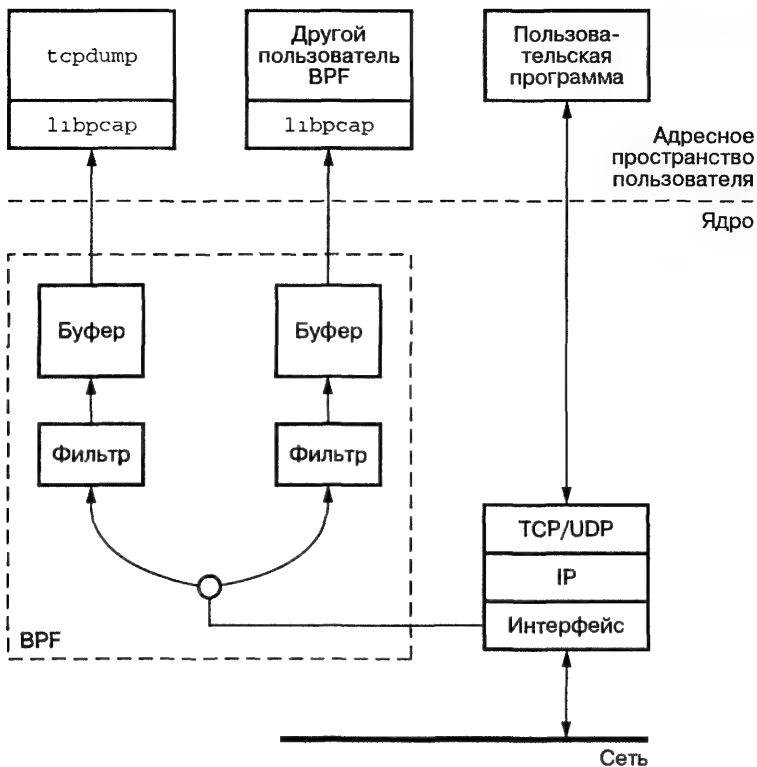 tcpdump
libpcap
Другой
пользователь
BPF
libpcap
Пользова-
тельская
программа
Адресное
пространство
пользователя
Ядро
Буфер
Буфер
Фильтр
Фильтр
BPF
TCP/UDP
IP
Интерфейс
Сеть